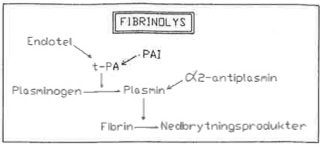 FIBRINOLYS
Endotel
PAI
t-PA
α2-antiplasmin
Plasminogen Plasmin
Fibrin Nedbrytningsprodukter